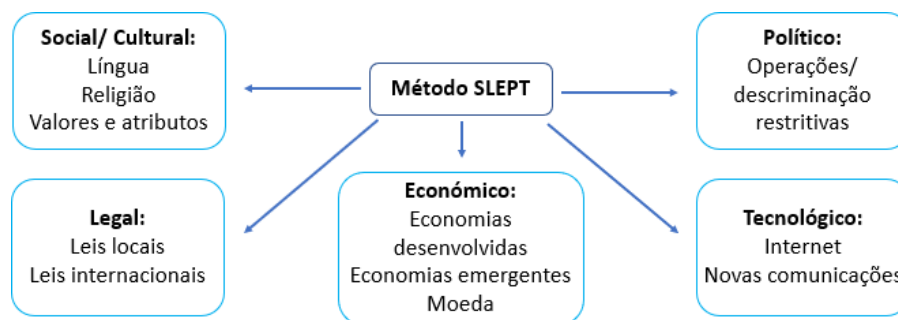 Social/ Cultural:
Língua
Religião
Valores e atributos
Método SLEPT
Político:
Operações/
descriminação
restritivas
Legal:
Leis locais
Leis internacionais
Económico:
Economias
desenvolvidas
Economias emergentes
Moeda
Tecnológico:
Internet
Novas comunicações